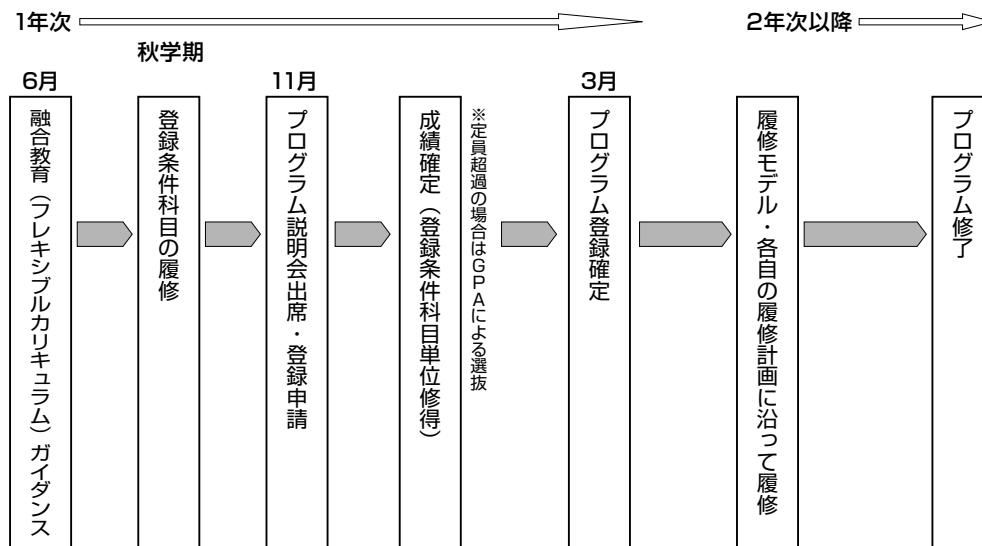 1年次
2年次以降
秋学期
6月
11月
3月
融合教育（フレキシブルカリキュラム）ガイダンス
登録条件科目の履修
プログラム説明会出席・登録申請
成績確定（登録条件科目単位修得）
※定員超過の場合はGPAによる選抜
プログラム登録確定
履修モデル・各自の履修計画に沿って履修
プログラム修了